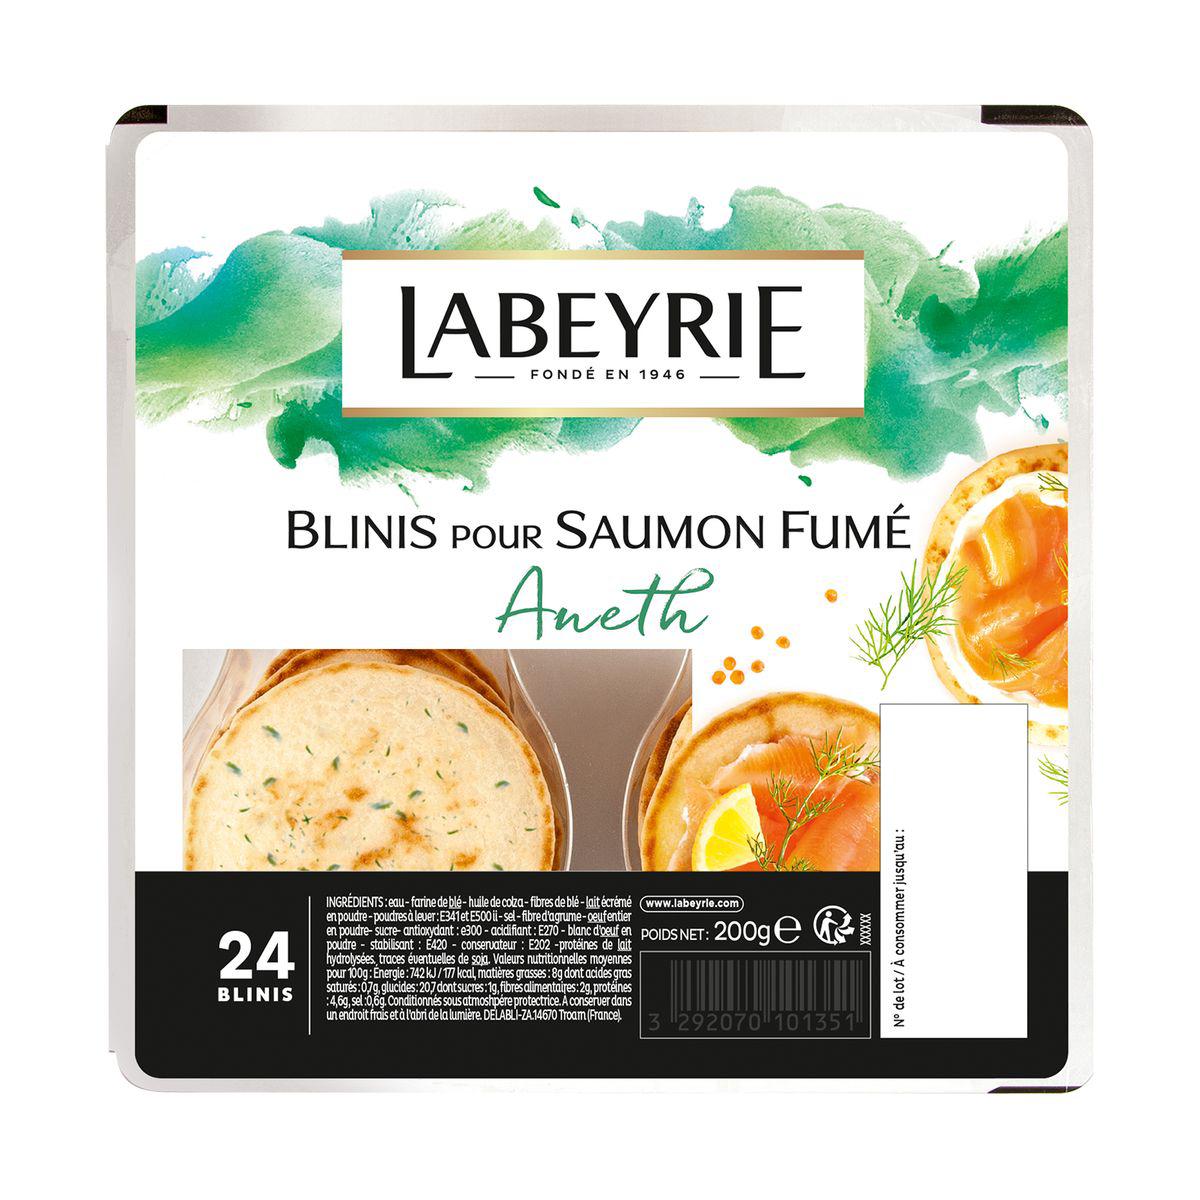 LABEYRIE
FONDÉ EN 1946
BLINIS POUR SAUMON FUMÉ
Aneth
24
BLINIS
INGRÉDIENTS : eau - farine de blé - huile de colza - fibres de blé - lait écrémé
en poudre - poudres à lever : E341 et E500 ii - sel - fibre d'agrume - oeuf entier
en poudre- sucre- antioxydant : e300 - acidifiant : E270 - blanc d'oeuf en
poudre - stabilisant : E420 - conservateur : E202 -protéines de lait
hydrolysées, traces éventuelles de soja. Valeurs nutritionnelles moyennes
pour 100g : Énergie : 742 kJ / 177 kcal, matières grasses : 8g dont acides gras
saturés : 0,7g, glucides : 20,7 dont sucres : 1g, fibres alimentaires : 2g, protéines
: 4,6g, sel : 0,6g. Conditionnés sous atmoshpère protectrice. A conserver dans
un endroit frais et à l'abri de la lumière. DELABLI-ZA 14670 Troarn (France).
www.labeyrie.com
POIDS NET : 200g e
XXXXXX
3 292070 101351
N° de lot / À consommer jusqu'au :